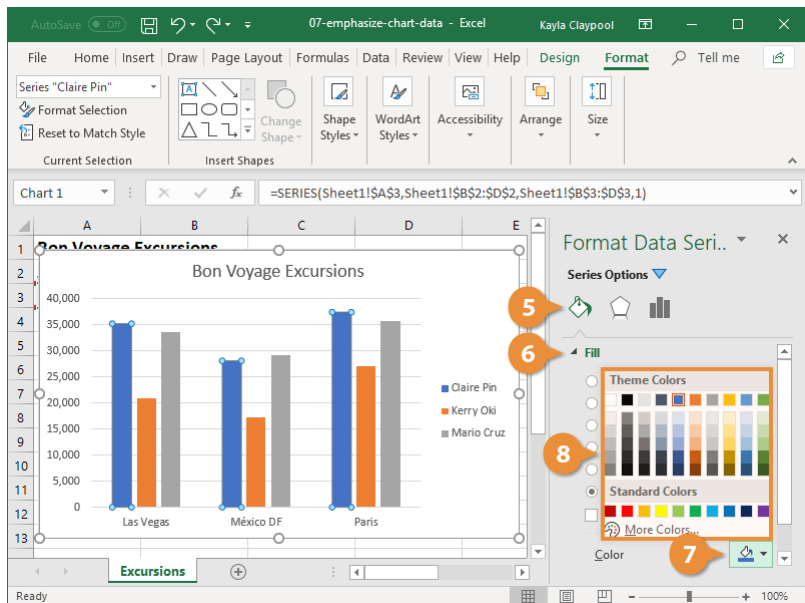 AutoSave Off 07-emphasize-chart-data - Excel Kayla Claypool
File Home Insert Draw Page Layout Formulas Data Review View Help Design Format Tell me
Series "Claire Pin"
Format Selection
Reset to Match Style
Current Selection
Change
Shape
Insert Shapes
Shape
Styles
WordArt
Styles
Accessibility
Arrange
Size
Chart 1 fx =SERIES(Sheet1!$A$3,Sheet1!$B$2:$D$2,Sheet1!$B$3:$D$3,1)
A B C D E
1 Bon Voyage Excursions
2
3
4
5
6
7
8
9
10
11
12
13
Bon Voyage Excursions
40,000
35,000
30,000
25,000
20,000
15,000
10,000
5,000
0
Las Vegas México DF Paris
Claire Pin
Kerry Oki
Mario Cruz
Format Data Seri..
Series Options
5
6 Fill
Theme Colors
8
Standard Colors
More Colors...
Color 7
Excursions
Ready 100%